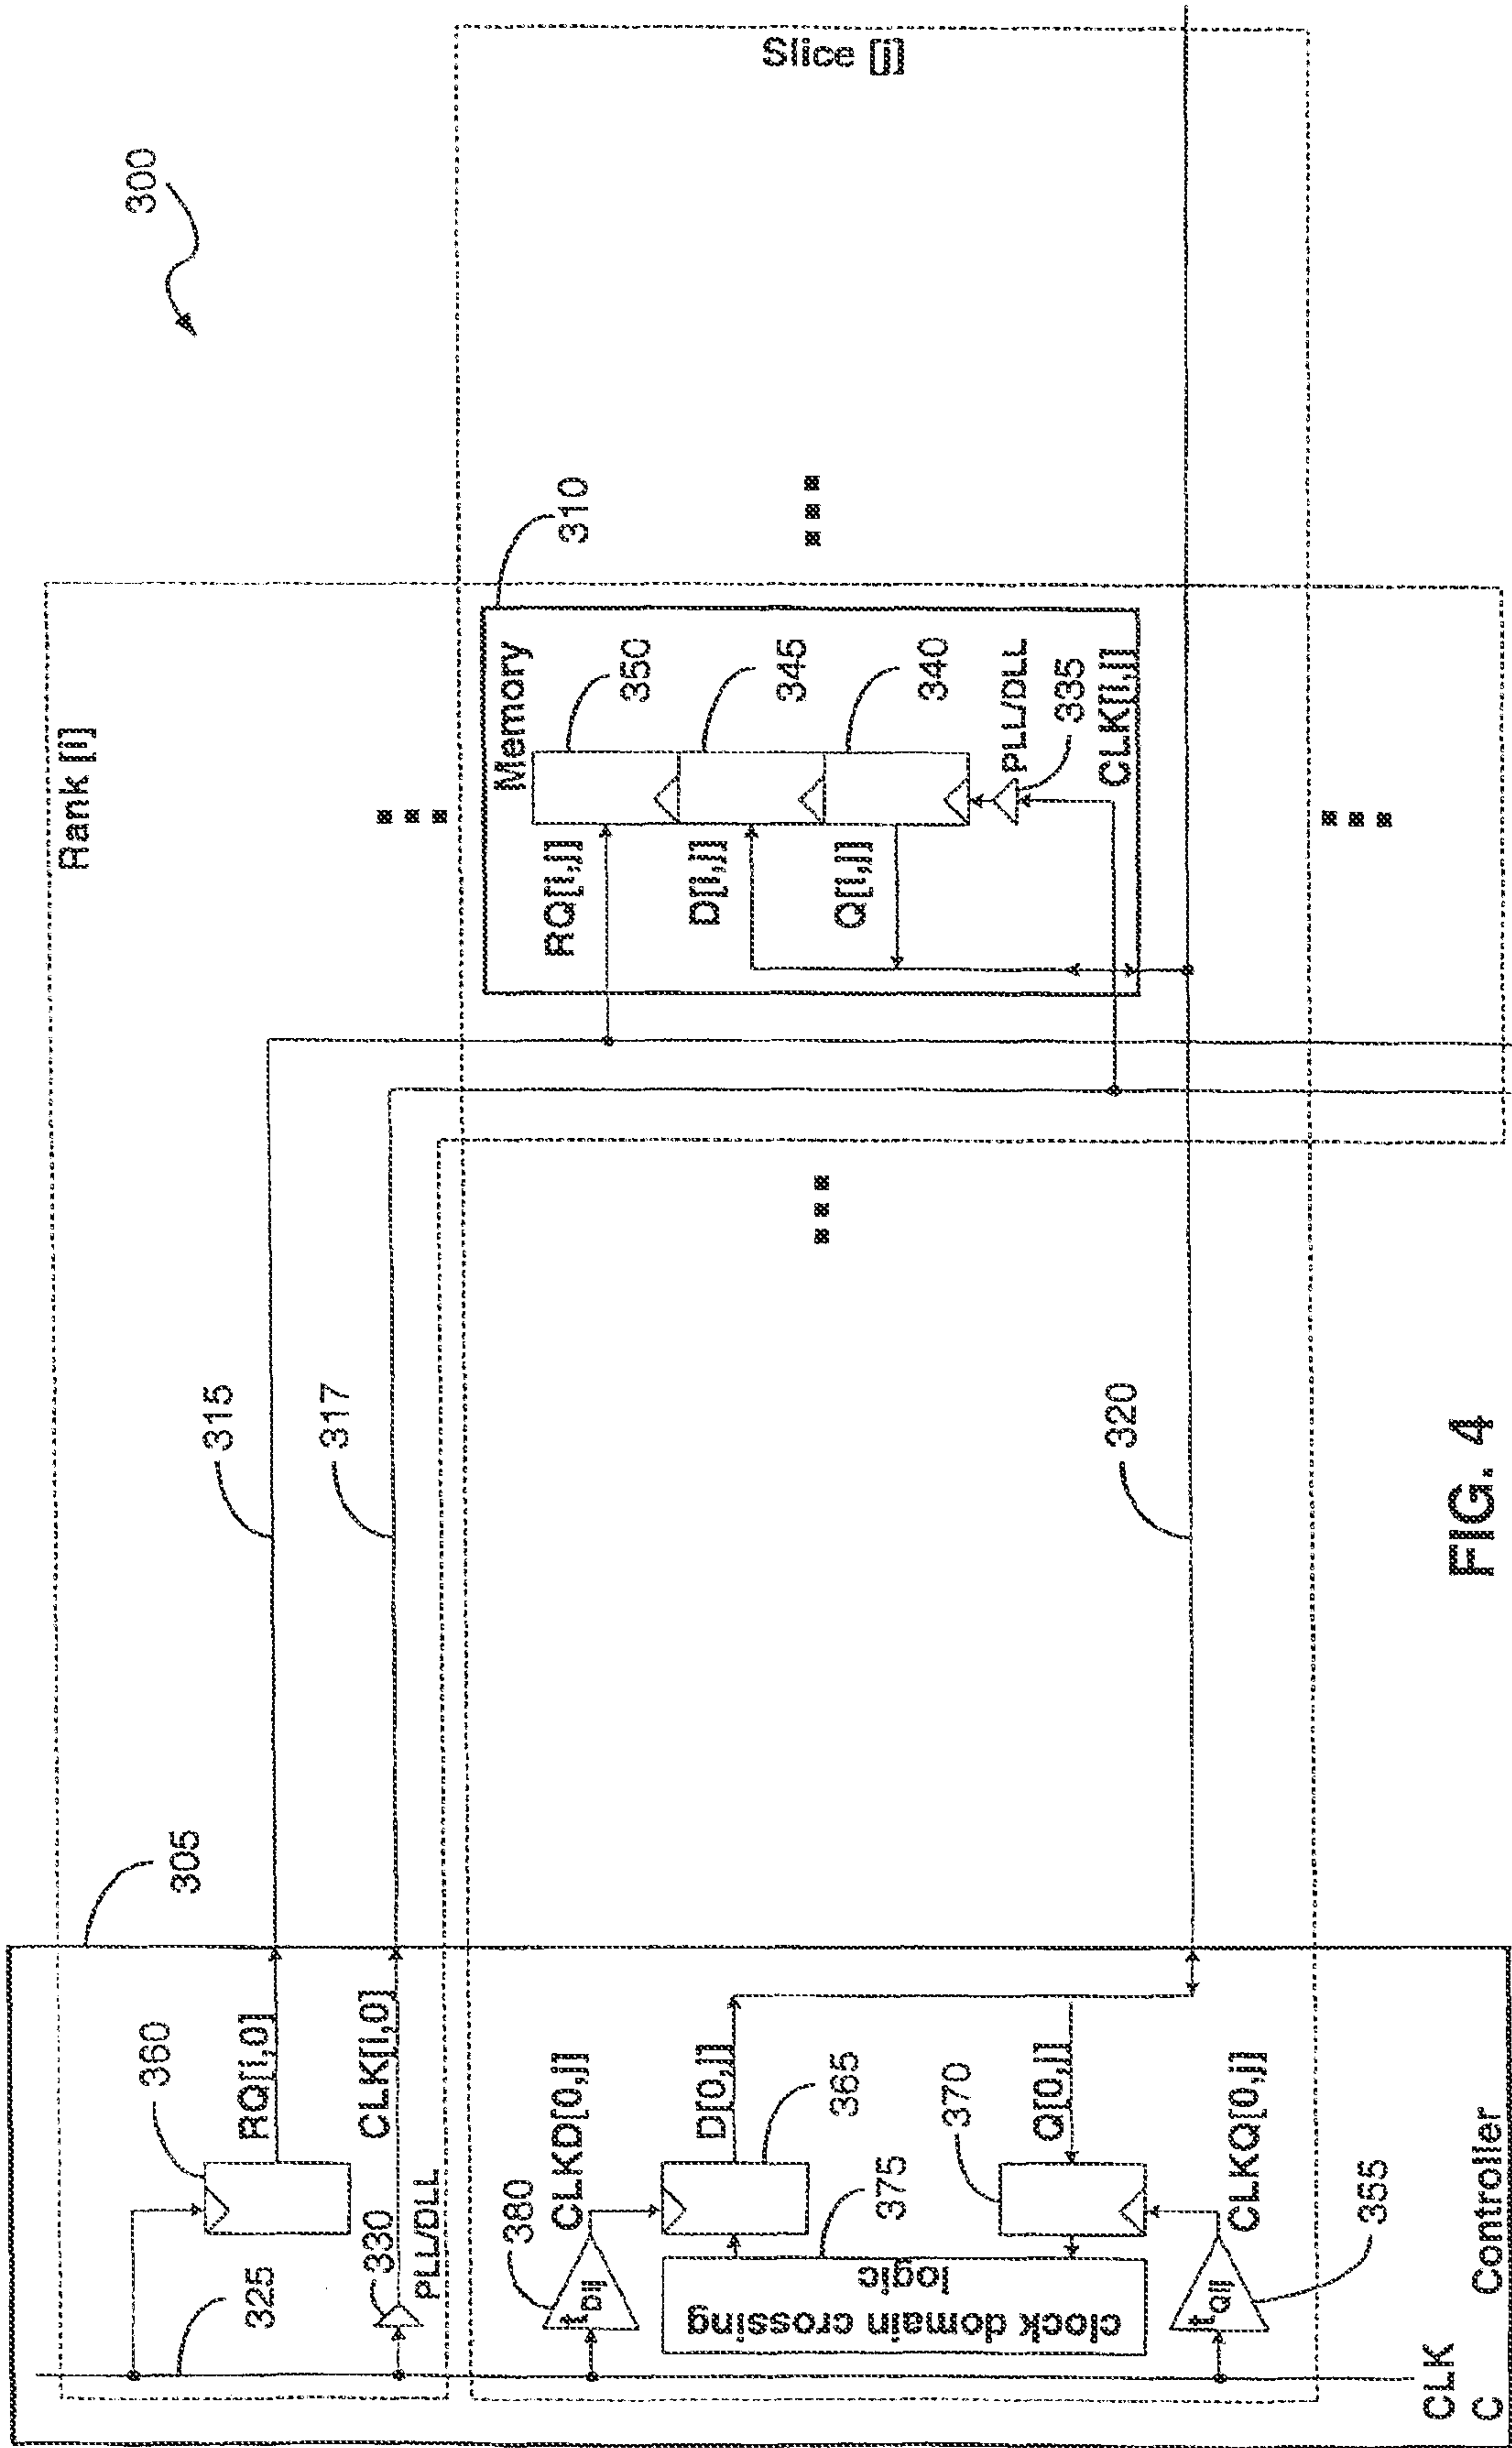 300
Rank [i]
Slice [j]
315
317
305
360
RQ[i,0]
325
CLK[i,0]
330
PLL/DLL
310
Memory
RQ[i,j]
350
D[i,j]
345
Q[i,j]
340
PLL/DLL
335
CLK[i,j]
380
tDij
CLKD[0,j]
D[0,j]
365
clock domain crossing
logic
375
370
Q[0,j]
CLKQ[0,j]
tQij
355
320
CLK
C
Controller
FIG. 4